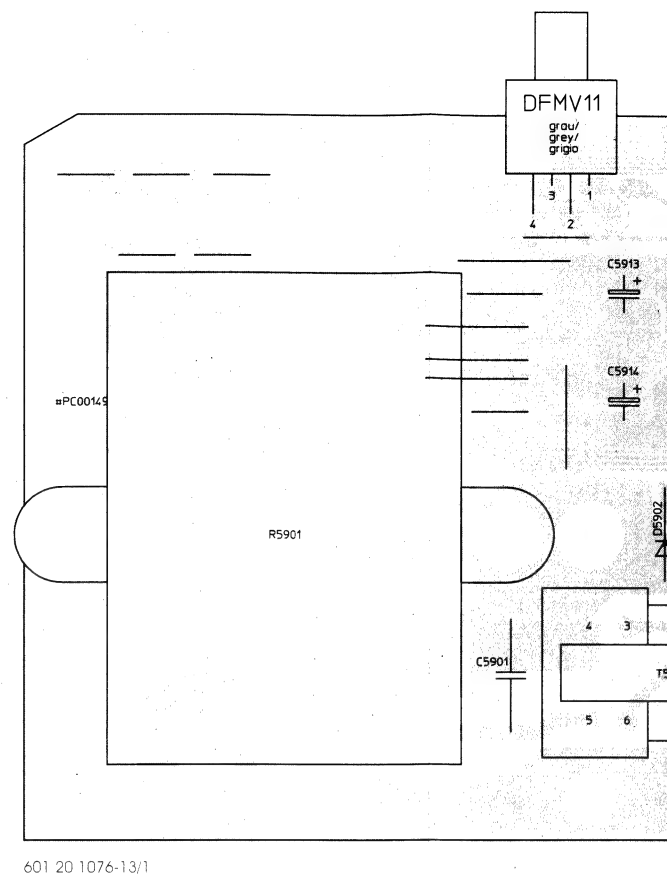 DFMV11
grau/
grey/
grigio
3 1
4 2
C5913
+
C5914
+
¤PC00149
D5902
R5901
4 3
C5901
5 6
601 20 1076-13/1